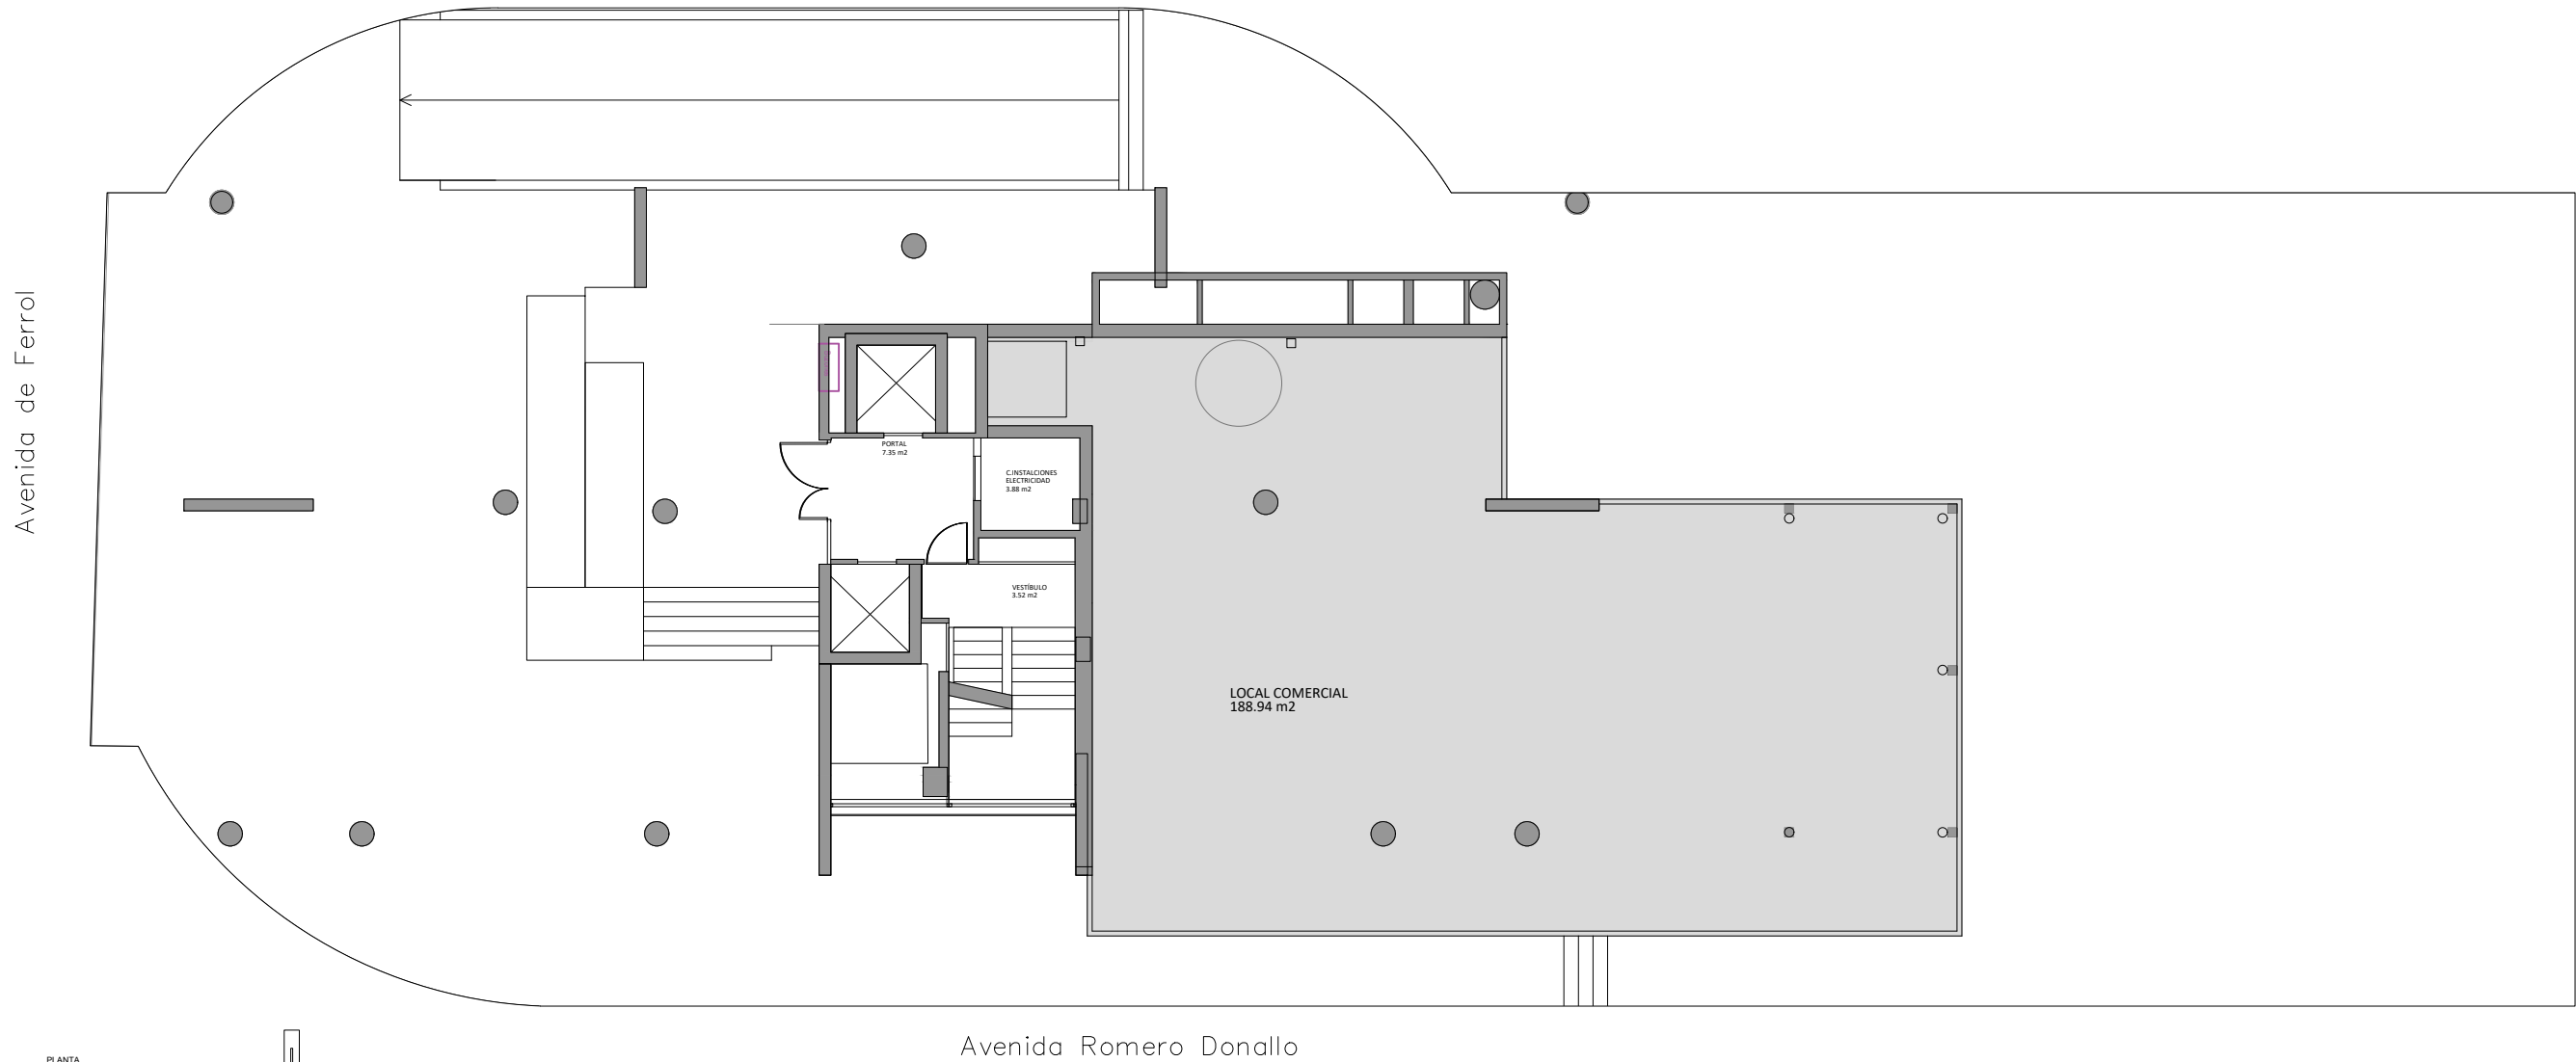 Avenida de Ferrol
PORTAL
7.35 m2
C.INSTALCIONES
ELECTRICIDAD
3.88 m2
VESTÍBULO
3.52 m2
LOCAL COMERCIAL
188.94 m2
Avenida Romero Donallo
PLANTA